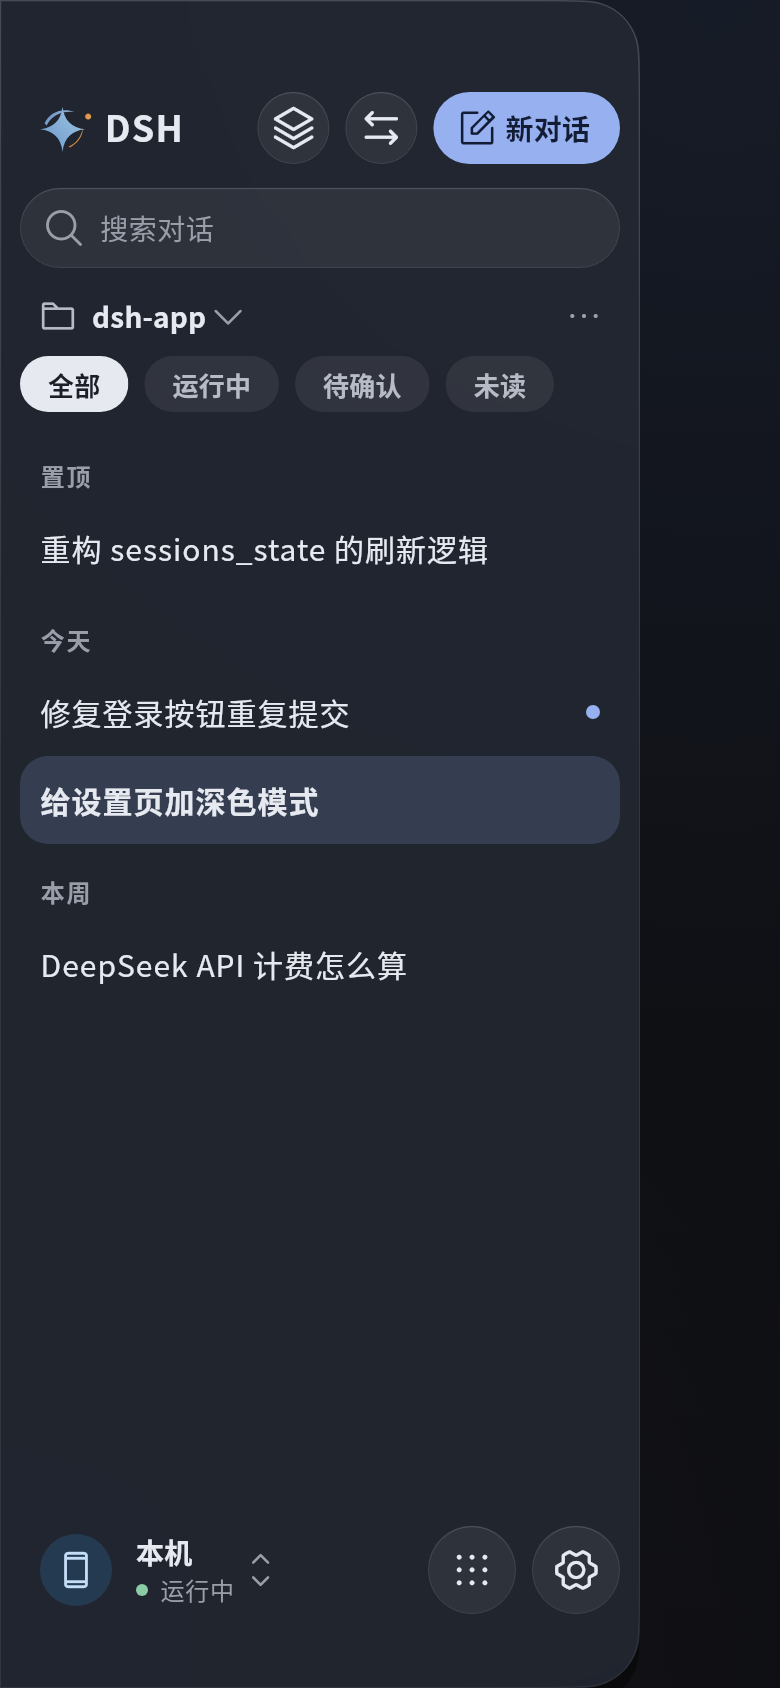 DSH
新对话
搜索对话
dsh-app
全部 运行中 待确认 未读
置顶
重构 sessions_state 的刷新逻辑
今天
修复登录按钮重复提交
给设置页加深色模式
本周
DeepSeek API 计费怎么算
本机
运行中